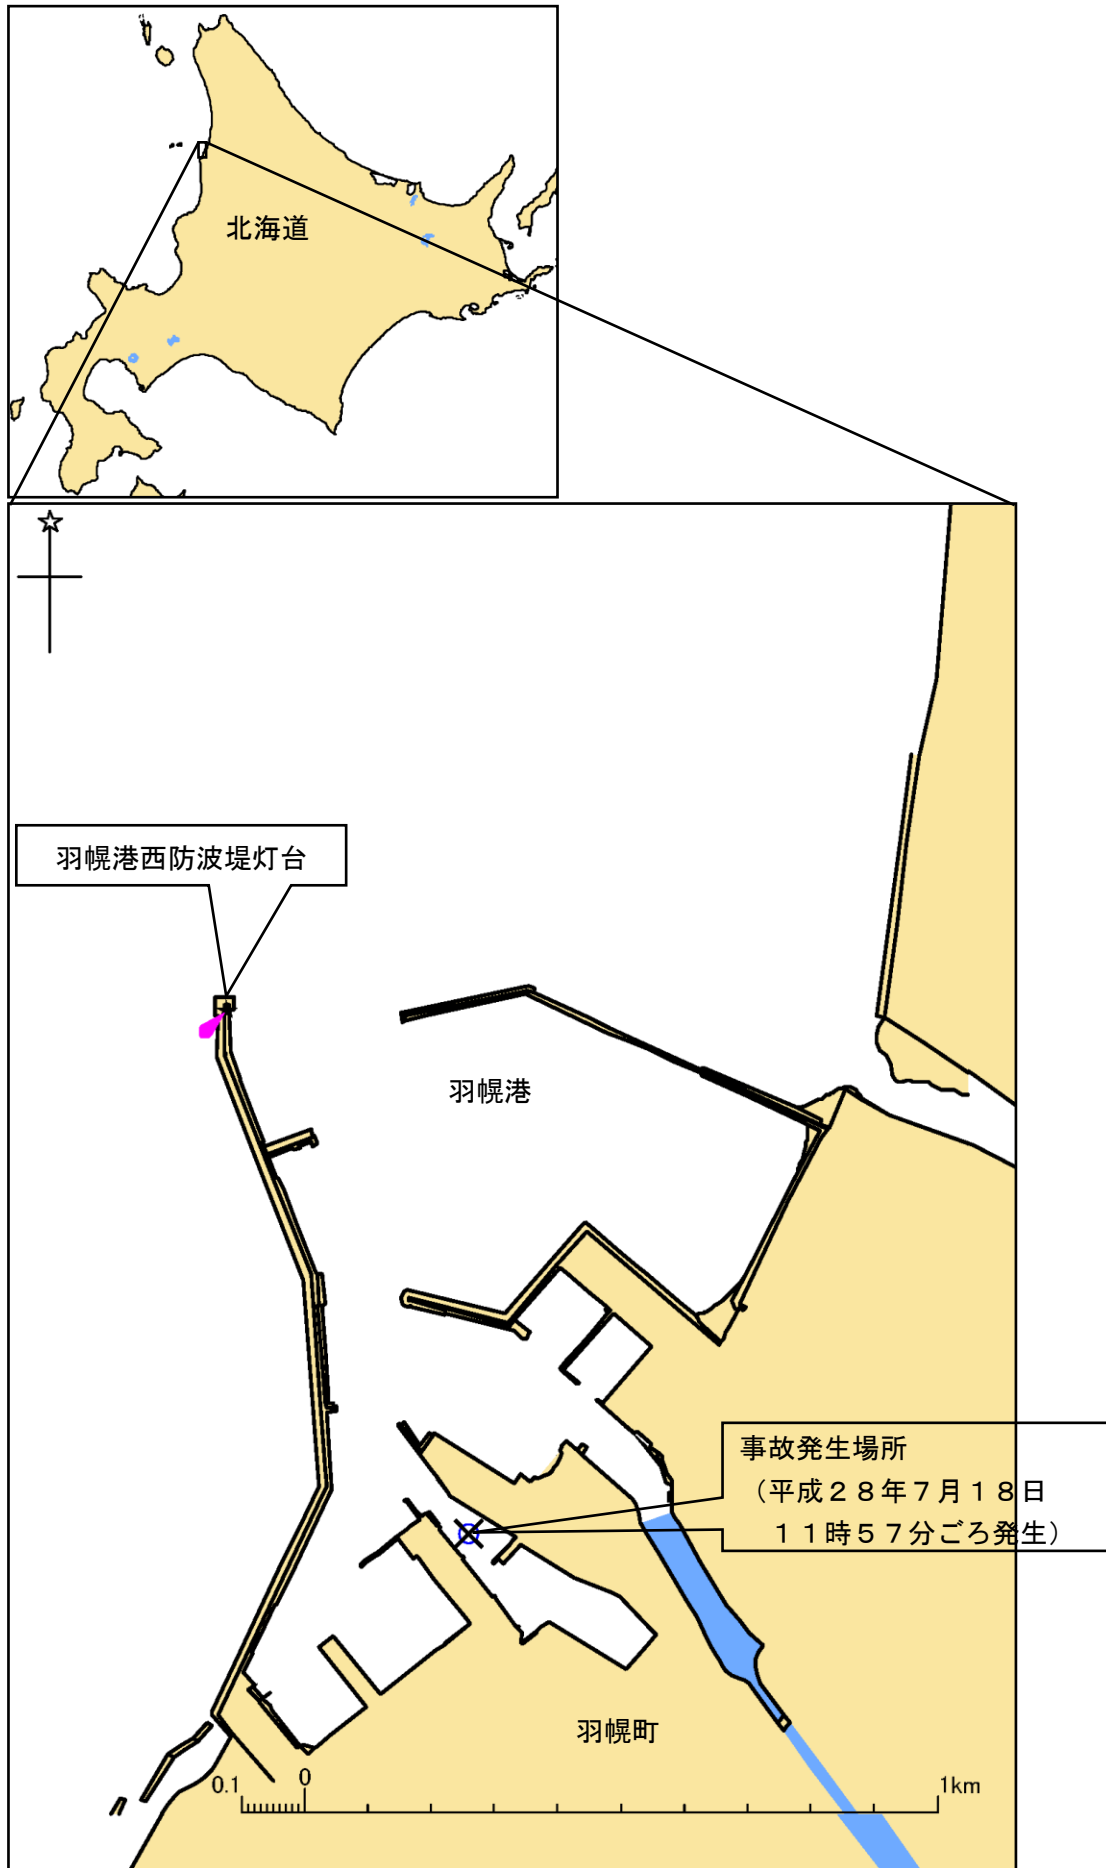 北海道
羽幌港西防波堤灯台
羽幌港
事故発生場所
（平成２８年７月１８日
１１時５７分ごろ発生）
羽幌町
0.1 0 1km